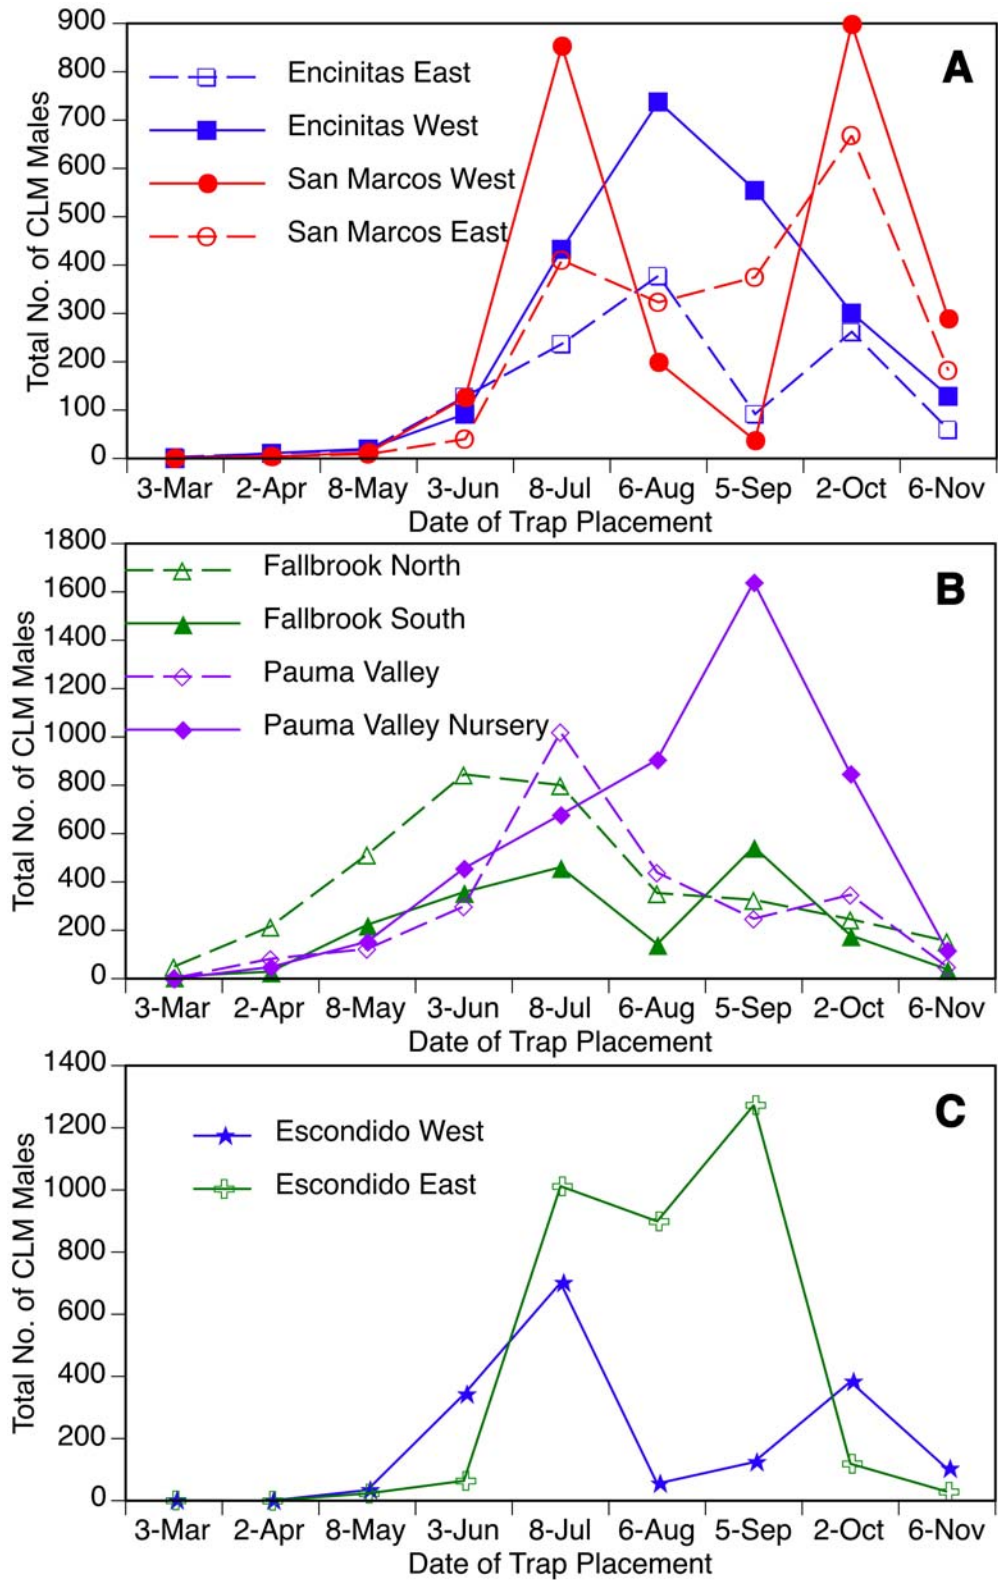 900
A
800
Encinitas East
700
Encinitas West
600
San Marcos West
500
San Marcos East
400
300
200
100
0
Total No. of CLM Males
3-Mar 2-Apr 8-May 3-Jun 8-Jul 6-Aug 5-Sep 2-Oct 6-Nov
Date of Trap Placement
1800
Fallbrook North
B
1600
Fallbrook South
1400
Pauma Valley
1200
Pauma Valley Nursery
1000
800
600
400
200
0
Total No. of CLM Males
3-Mar 2-Apr 8-May 3-Jun 8-Jul 6-Aug 5-Sep 2-Oct 6-Nov
Date of Trap Placement
1400
C
1200
Escondido West
Escondido East
1000
800
600
400
200
0
Total No. of CLM Males
3-Mar 2-Apr 8-May 3-Jun 8-Jul 6-Aug 5-Sep 2-Oct 6-Nov
Date of Trap Placement